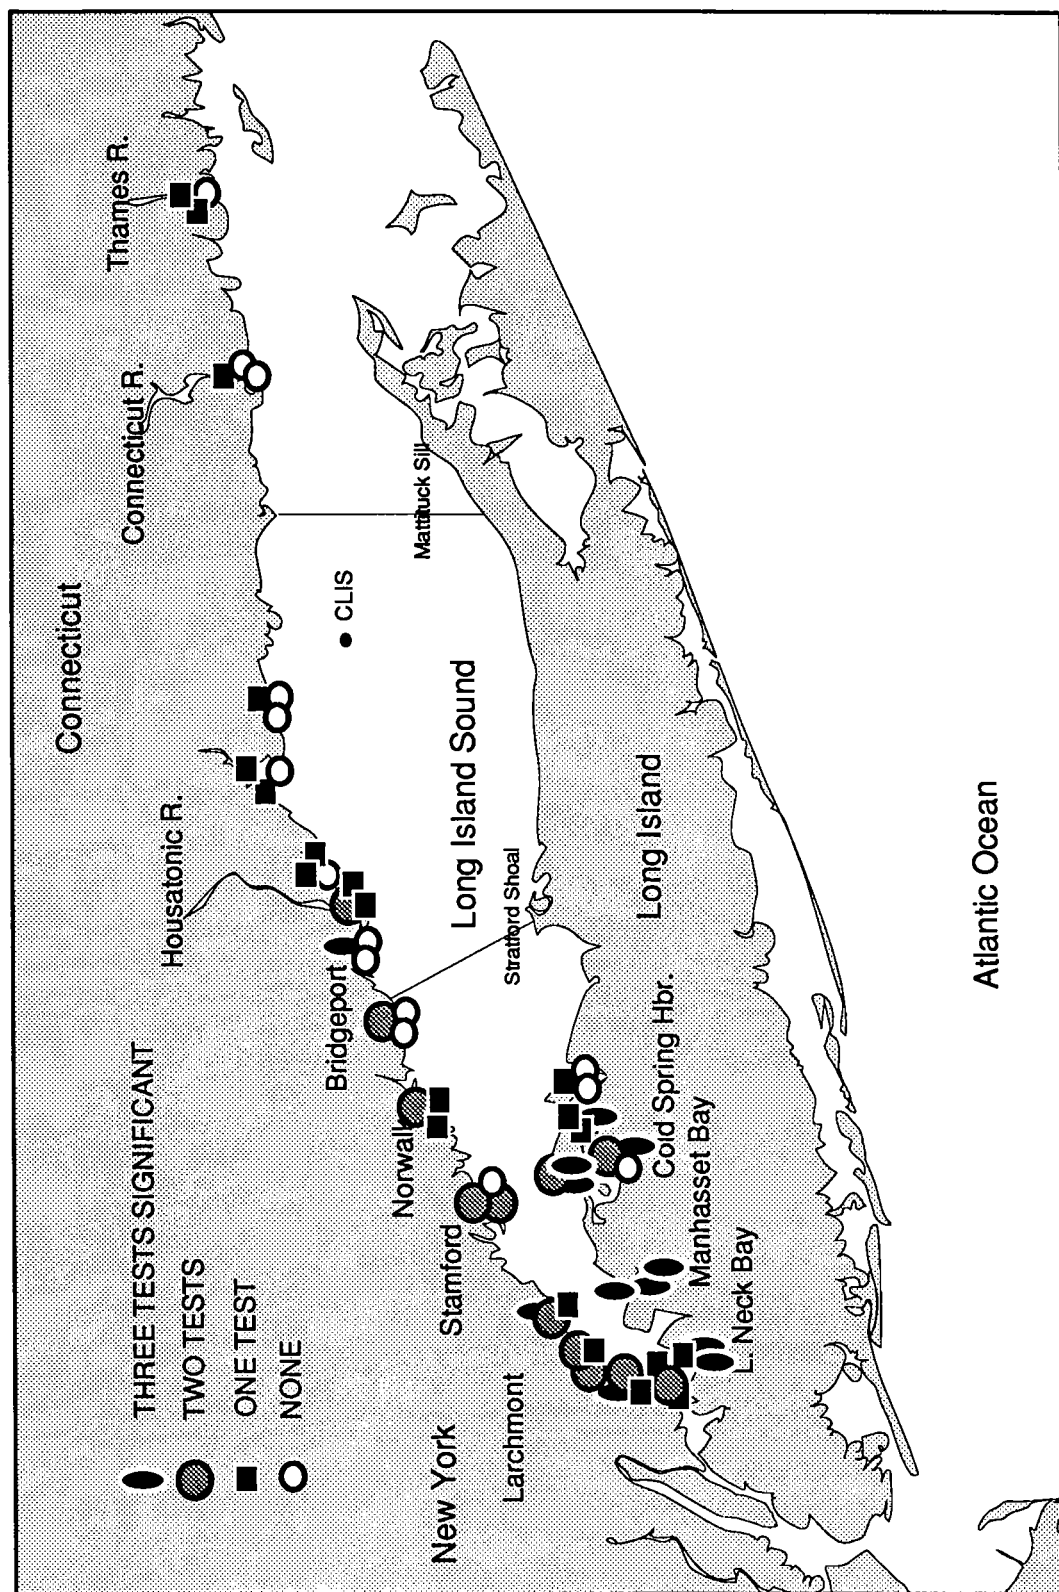 THREE TESTS SIGNIFICANT
TWO TESTS
ONE TEST
NONE
Connecticut
Thames R.
Connecticut R.
Housatonic R.
Bridgeport
Norwalk
Stamford
New York
Larchmont
CLIS
Mattituck Sill
Long Island Sound
Stratford Shoal
Long Island
Cold Spring Hbr.
Manhasset Bay
L. Neck Bay
Atlantic Ocean